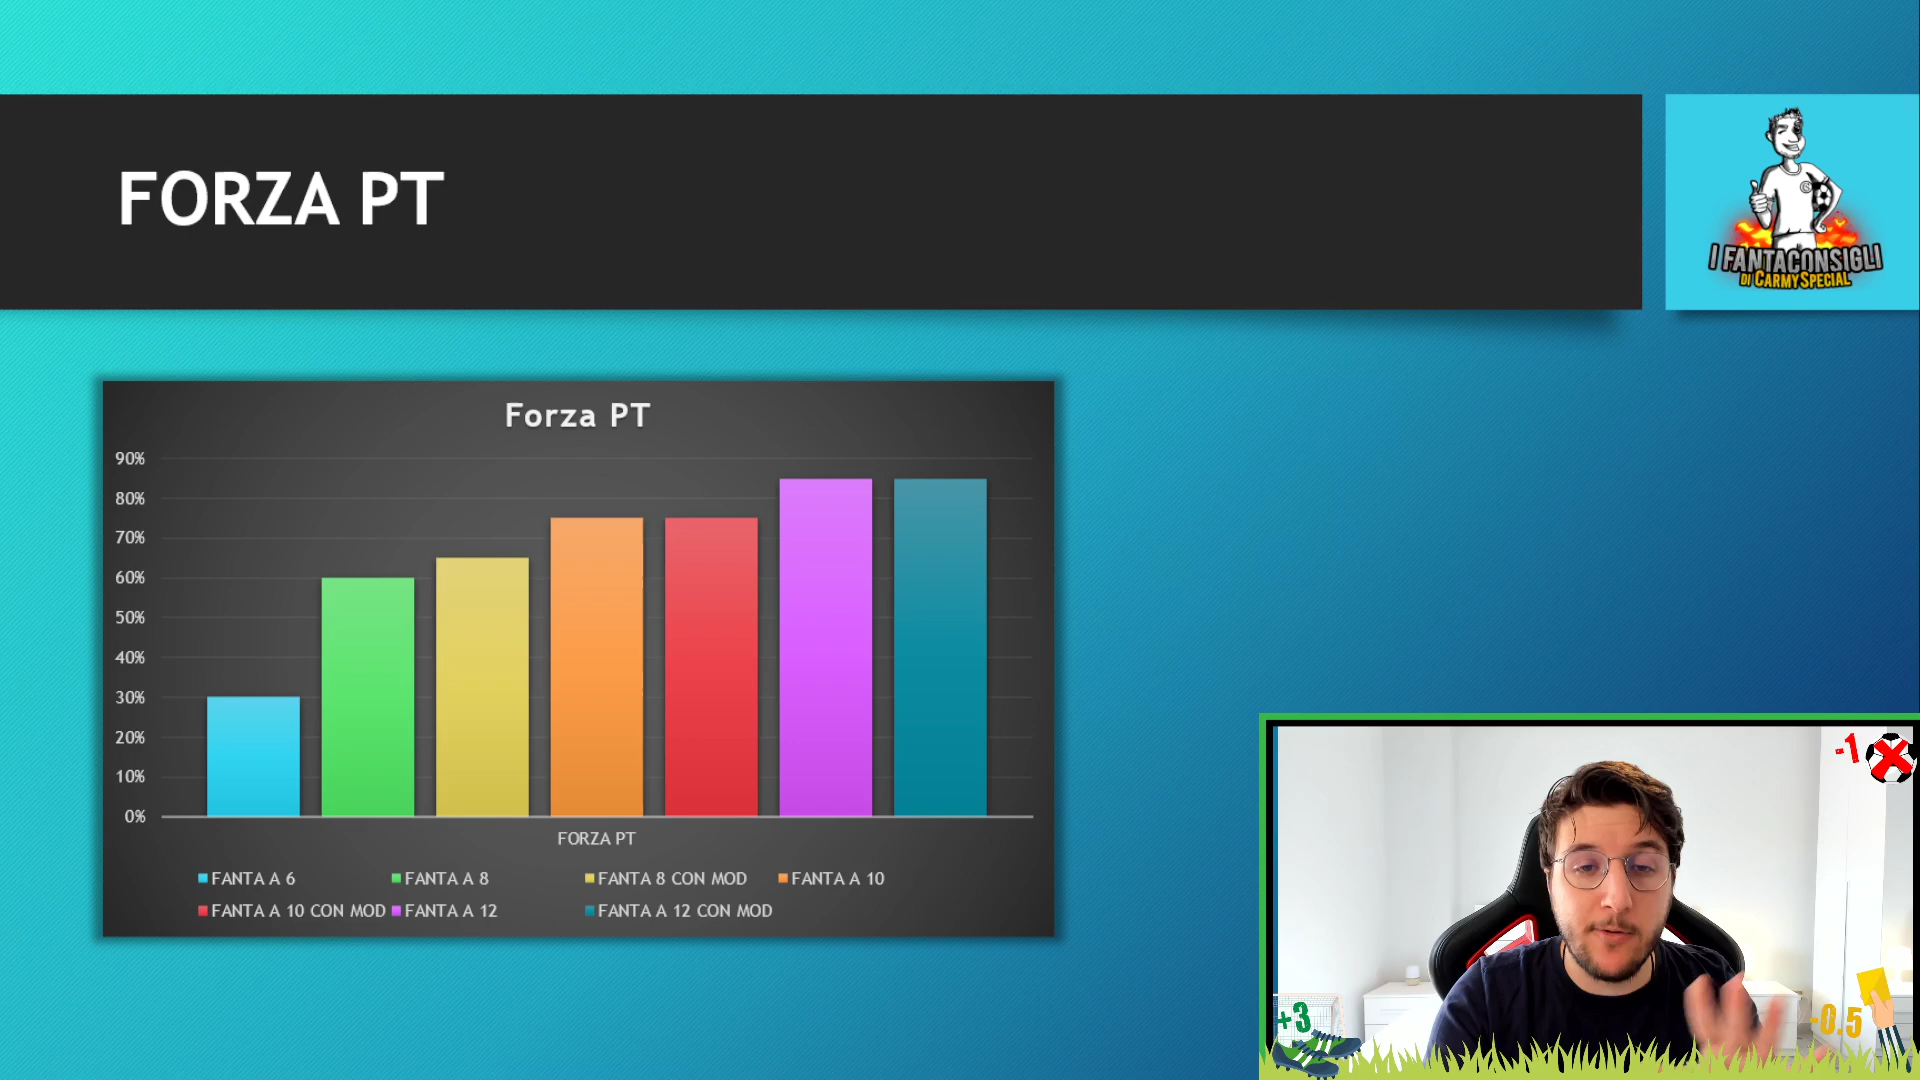 FORZA PT
I FANTACONSIGLI
DI CARMYSPECIAL
Forza PT
90%
80%
70%
60%
50%
40%
30%
20%
10%
0%
FORZA PT
FANTA A 6 FANTA A 8 FANTA 8 CON MOD FANTA A 10
FANTA A 10 CON MOD FANTA A 12 FANTA A 12 CON MOD
-1
+3
-0.5